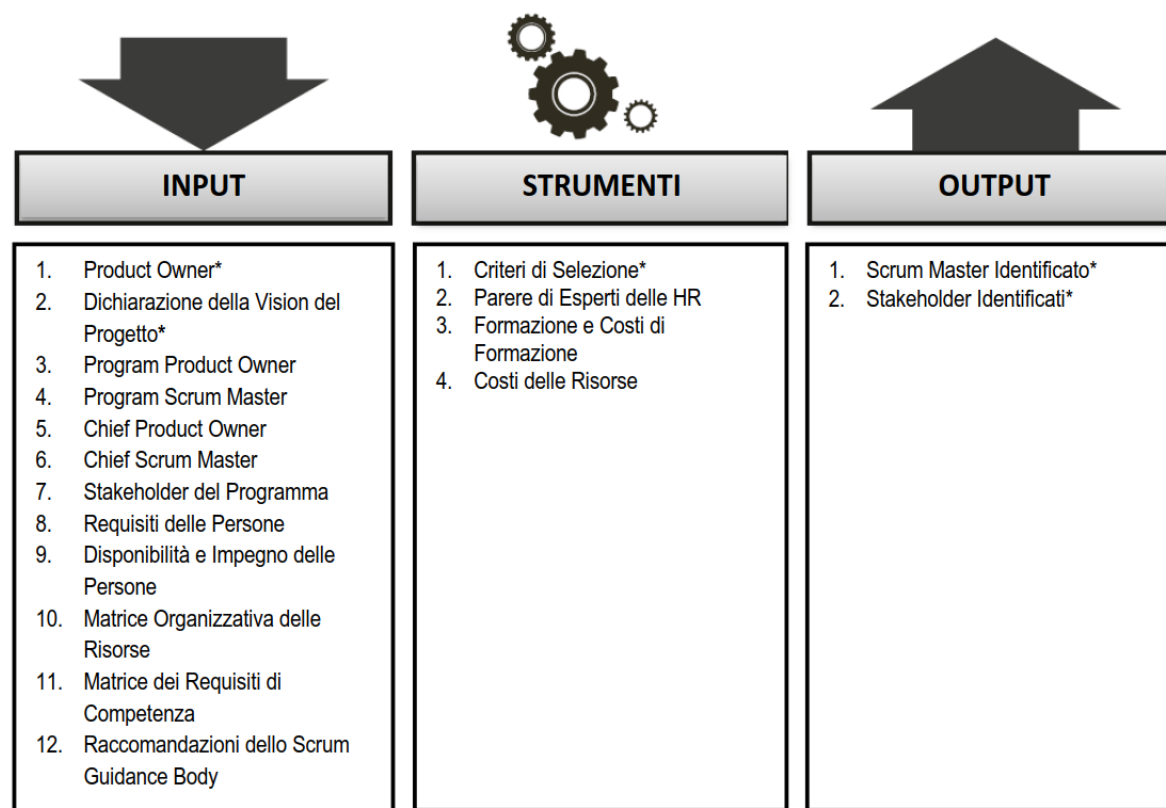 INPUT
1. Product Owner*
2. Dichiarazione della Vision del
Progetto*
3. Program Product Owner
4. Program Scrum Master
5. Chief Product Owner
6. Chief Scrum Master
7. Stakeholder del Programma
8. Requisiti delle Persone
9. Disponibilità e Impegno delle
Persone
10. Matrice Organizzativa delle
Risorse
11. Matrice dei Requisiti di
Competenza
12. Raccomandazioni dello Scrum
Guidance Body
STRUMENTI
1. Criteri di Selezione*
2. Parere di Esperti delle HR
3. Formazione e Costi di
Formazione
4. Costi delle Risorse
OUTPUT
1. Scrum Master Identificato*
2. Stakeholder Identificati*